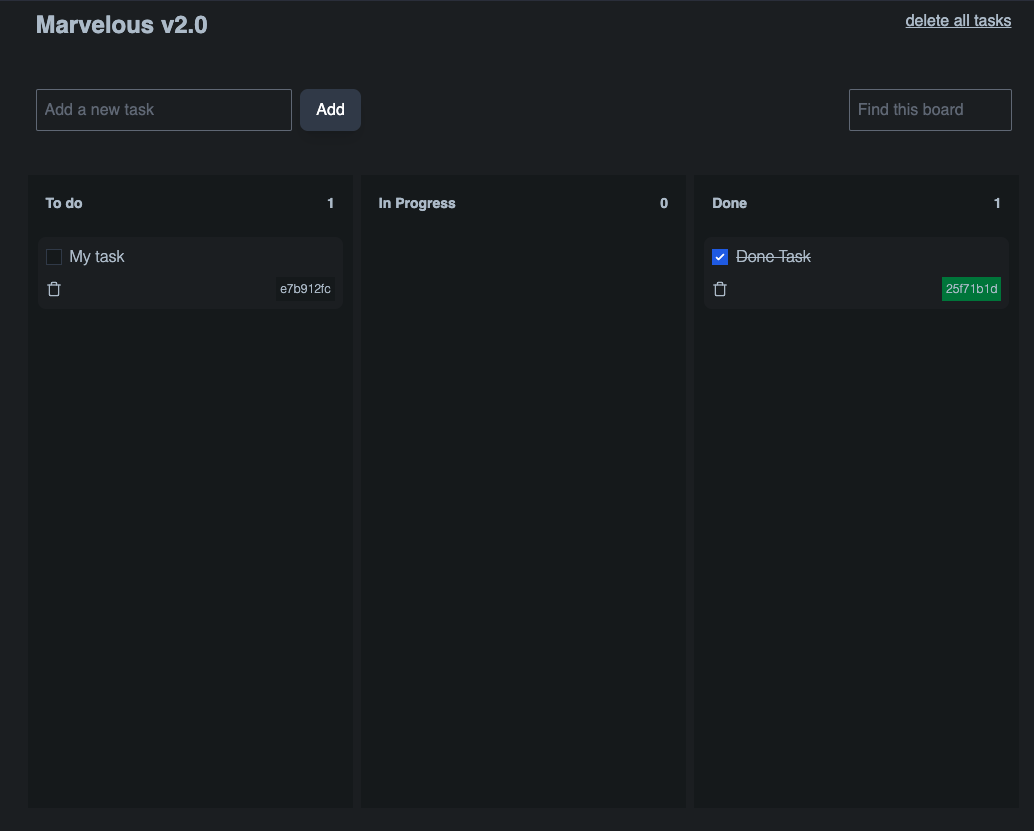 Marvelous v2.0
delete all tasks
Add a new task
Add
Find this board
To do 1
In Progress 0
Done 1
My task
e7b912fc
Done Task
25f71b1d